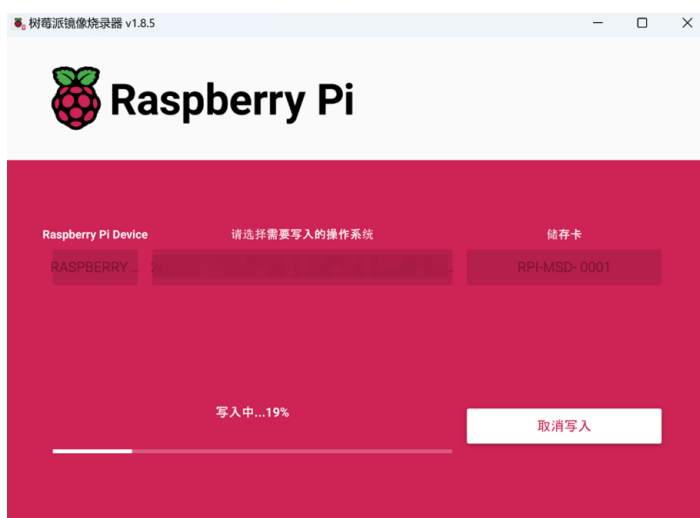 树莓派镜像烧录器 v1.8.5
Raspberry Pi
Raspberry Pi Device
请选择需要写入的操作系统
储存卡
RASPBERRY ...
RPI-MSD- 0001
写入中...19%
取消写入